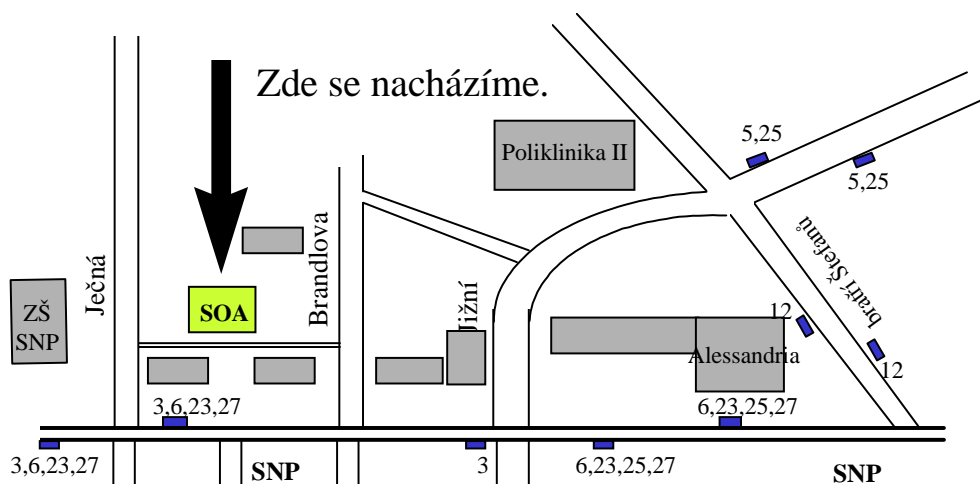 Zde se nacházíme.
Poliklinika II
5,25
5,25
bratří Štefanů
Ječná
Brandlova
Jižní
ZŠ
SNP
SOA
12
12
Alessandria
3,6,23,27
6,23,25,27
3,6,23,27
SNP
3
6,23,25,27
SNP